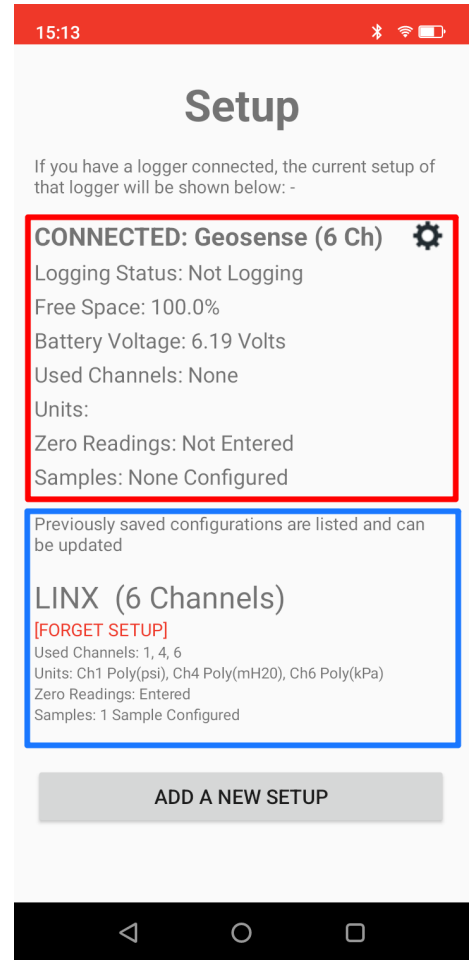 15:13
Setup
If you have a logger connected, the current setup of
that logger will be shown below: -
CONNECTED: Geosense (6 Ch)
Logging Status: Not Logging
Free Space: 100.0%
Battery Voltage: 6.19 Volts
Used Channels: None
Units:
Zero Readings: Not Entered
Samples: None Configured
Previously saved configurations are listed and can
be updated
LINX (6 Channels)
[FORGET SETUP]
Used Channels: 1, 4, 6
Units: Ch1 Poly(psi), Ch4 Poly(mH20), Ch6 Poly(kPa)
Zero Readings: Entered
Samples: 1 Sample Configured
ADD A NEW SETUP